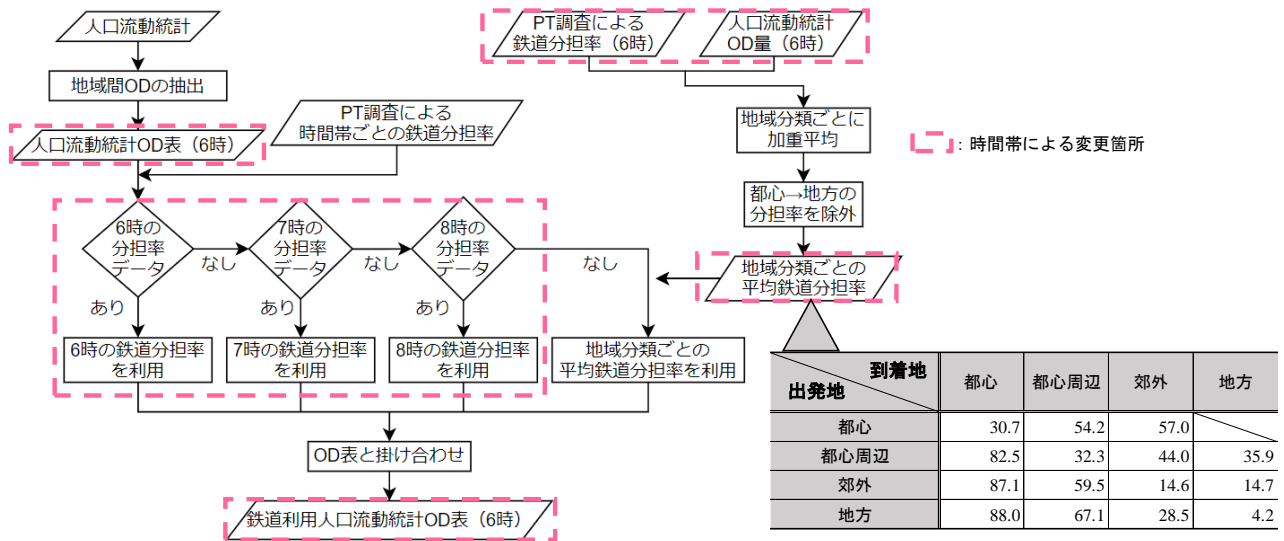 人口流動統計
地域間ODの抽出
人口流動統計OD表（6時）
PT調査による
時間帯ごとの鉄道分担率
6時の
分担率
データ
なし
7時の
分担率
データ
なし
8時の
分担率
データ
なし
あり
あり
あり
6時の鉄道分担率
を利用
7時の鉄道分担率
を利用
8時の鉄道分担率
を利用
地域分類ごとの
平均鉄道分担率を利用
OD表と掛け合わせ
鉄道利用人口流動統計OD表（6時）
PT調査による
鉄道分担率（6時）
人口流動統計
OD量（6時）
地域分類ごとに
加重平均
都心→地方の
分担率を除外
地域分類ごとの
平均鉄道分担率
：時間帯による変更箇所
到着地
出発地 都心 都心周辺 郊外 地方
都心 30.7 54.2 57.0
都心周辺 82.5 32.3 44.0 35.9
郊外 87.1 59.5 14.6 14.7
地方 88.0 67.1 28.5 4.2